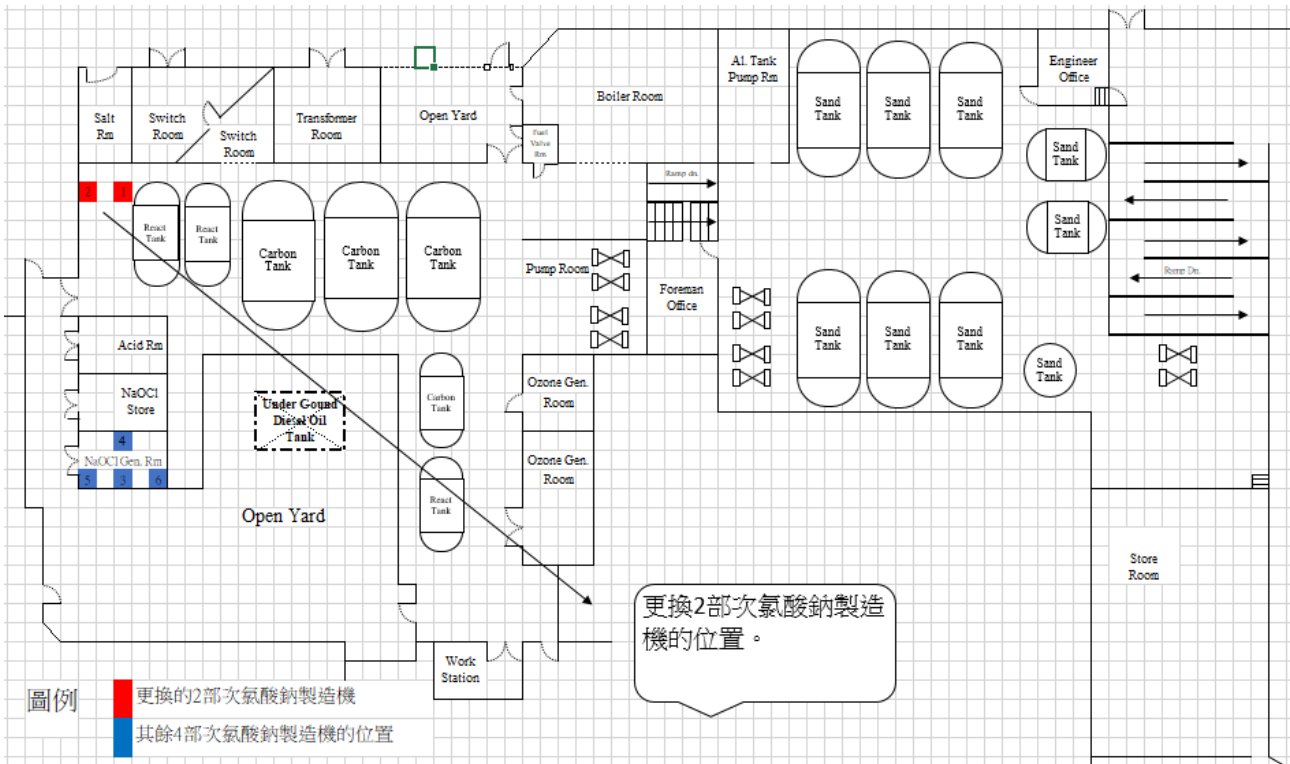 Al. Tank
Pump Rm
Engineer
Office
Boiler Room
Sand
Tank
Sand
Tank
Sand
Tank
Salt
Rm
Switch
Room
Switch
Room
Transformer
Room
Open Yard
Fuel
Valve
Rm
Sand
Tank
Ramp dn.
2
1
React
Tank
React
Tank
Carbon
Tank
Carbon
Tank
Carbon
Tank
Sand
Tank
Pump Room
Foreman
Office
Ramp Dn.
Acid Rm
Sand
Tank
Sand
Tank
Sand
Tank
Sand
Tank
NaOCl
Store
Under Gound
Diesel Oil
Tank
Carbon
Tank
Ozone Gen.
Room
4
NaOCl Gen. Rm
5
3
6
Ozone Gen.
Room
React
Tank
Open Yard
Store
Room
更換2部次氯酸鈉製造
機的位置。
Work
Station
圖例
更換的2部次氯酸鈉製造機
其餘4部次氯酸鈉製造機的位置